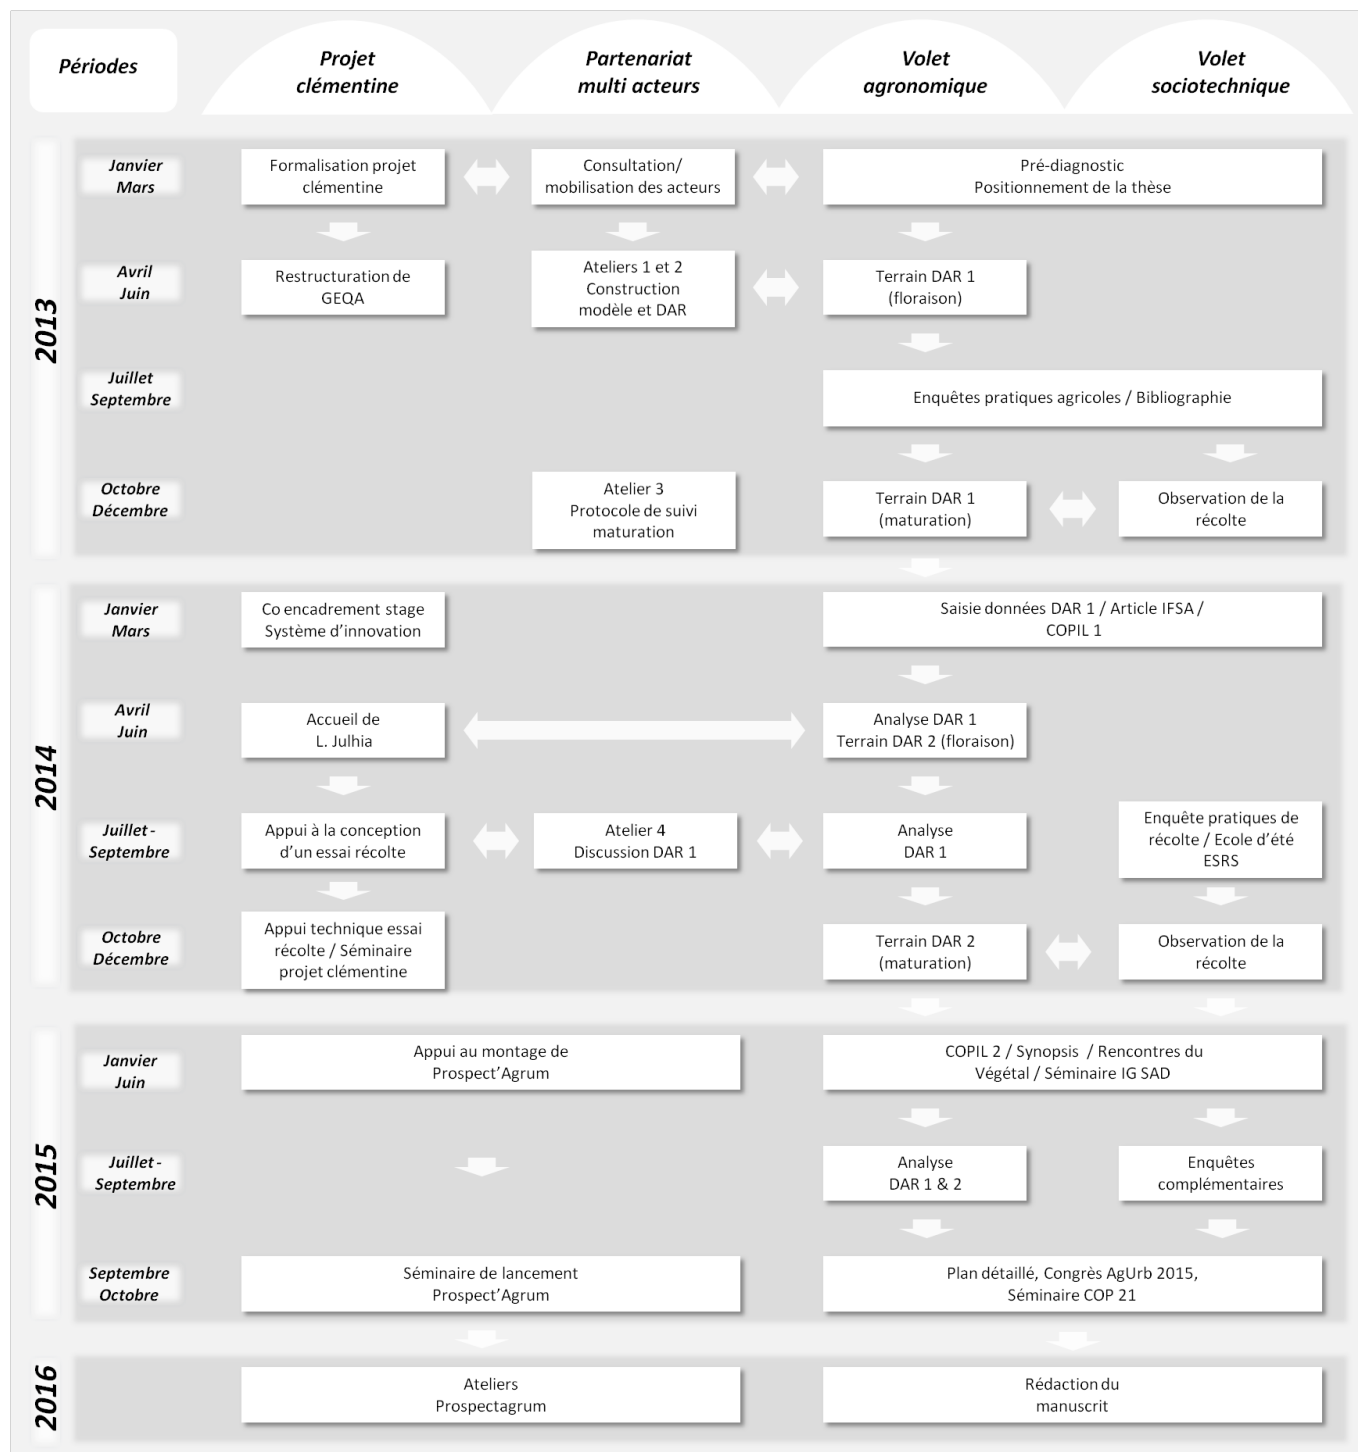 Périodes
Projet
clémentine
Partenariat
multi acteurs
Volet
agronomique
Volet
sociotechnique
2013
Janvier
Mars
Formalisation projet
clémentine
Consultation/
mobilisation des acteurs
Pré-diagnostic
Positionnement de la thèse
Avril
Juin
Restructuration de
GEQA
Ateliers 1 et 2
Construction
modèle et DAR
Terrain DAR 1
(floraison)
Juillet
Septembre
Enquêtes pratiques agricoles / Bibliographie
Octobre
Décembre
Atelier 3
Protocole de suivi
maturation
Terrain DAR 1
(maturation)
Observation de la
récolte
2014
Janvier
Mars
Co encadrement stage
Système d'innovation
Saisie données DAR 1 / Article IFSA /
COPIL 1
Avril
Juin
Accueil de
L. Julhia
Analyse DAR 1
Terrain DAR 2 (floraison)
Juillet -
Septembre
Appui à la conception
d'un essai récolte
Atelier 4
Discussion DAR 1
Analyse
DAR 1
Enquête pratiques de
récolte / Ecole d'été
ESRS
Octobre
Décembre
Appui technique essai
récolte / Séminaire
projet clémentine
Terrain DAR 2
(maturation)
Observation de la
récolte
2015
Janvier
Juin
Appui au montage de
Prospect'Agrum
COPIL 2 / Synopsis / Rencontres du
Végétal / Séminaire IG SAD
Juillet -
Septembre
Analyse
DAR 1 & 2
Enquêtes
complémentaires
Septembre
Octobre
Séminaire de lancement
Prospect'Agrum
Plan détaillé, Congrès AgUrb 2015,
Séminaire COP 21
2016
Ateliers
Prospectagrum
Rédaction du
manuscrit